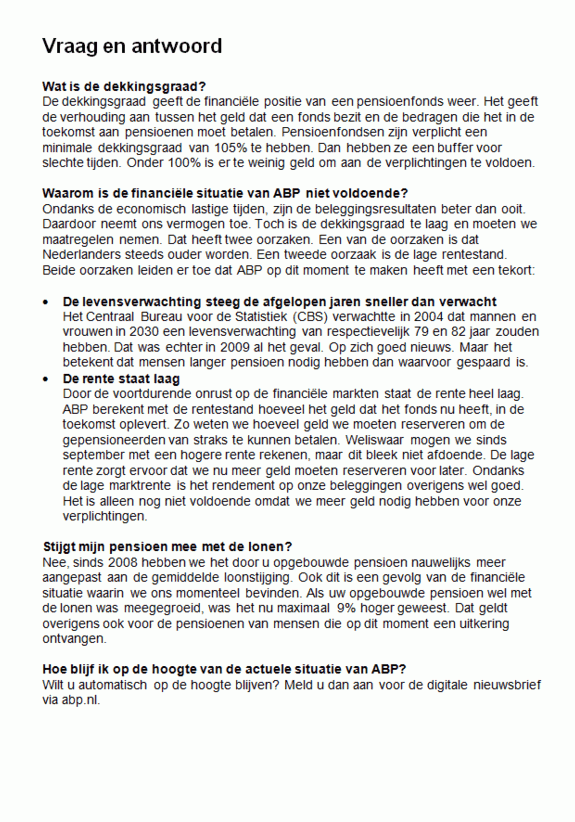 Vraag en antwoord
Wat is de dekkingsgraad?
De dekkingsgraad geeft de financiële positie van een pensioenfonds weer. Het geeft
de verhouding aan tussen het geld dat een fonds bezit en de bedragen die het in de
toekomst aan pensioenen moet betalen. Pensioenfondsen zijn verplicht een
minimale dekkingsgraad van 105% te hebben. Dan hebben ze een buffer voor
slechte tijden. Onder 100% is er te weinig geld om aan de verplichtingen te voldoen.
Waarom is de financiële situatie van ABP niet voldoende?
Ondanks de economisch lastige tijden, zijn de beleggingsresultaten beter dan ooit.
Daardoor neemt ons vermogen toe. Toch is de dekkingsgraad te laag en moeten we
maatregelen nemen. Dat heeft twee oorzaken. Een van de oorzaken is dat
Nederlanders steeds ouder worden. Een tweede oorzaak is de lage rentestand.
Beide oorzaken leiden er toe dat ABP op dit moment te maken heeft met een tekort:
• De levensverwachting steeg de afgelopen jaren sneller dan verwacht
Het Centraal Bureau voor de Statistiek (CBS) verwachtte in 2004 dat mannen en
vrouwen in 2030 een levensverwachting van respectievelijk 79 en 82 jaar zouden
hebben. Dat was echter in 2009 al het geval. Op zich goed nieuws. Maar het
betekent dat mensen langer pensioen nodig hebben dan waarvoor gespaard is.
• De rente staat laag
Door de voortdurende onrust op de financiële markten staat de rente heel laag.
ABP berekent met de rentestand hoeveel het geld dat het fonds nu heeft, in de
toekomst oplevert. Zo weten we hoeveel geld we moeten reserveren om de
gepensioneerden van straks te kunnen betalen. Weliswaar mogen we sinds
september met een hogere rente rekenen, maar dit bleek niet afdoende. De lage
rente zorgt ervoor dat we nu meer geld moeten reserveren voor later. Ondanks
de lage marktrente is het rendement op onze beleggingen overigens wel goed.
Het is alleen nog niet voldoende omdat we meer geld nodig hebben voor onze
verplichtingen.
Stijgt mijn pensioen mee met de lonen?
Nee, sinds 2008 hebben we het door u opgebouwde pensioen nauwelijks meer
aangepast aan de gemiddelde loonstijging. Ook dit is een gevolg van de financiële
situatie waarin we ons momenteel bevinden. Als uw opgebouwde pensioen wel met
de lonen was meegegroeid, was het nu maximaal 9% hoger geweest. Dat geldt
overigens ook voor de pensioenen van mensen die op dit moment een uitkering
ontvangen.
Hoe blijf ik op de hoogte van de actuele situatie van ABP?
Wilt u automatisch op de hoogte blijven? Meld u dan aan voor de digitale nieuwsbrief
via abp.nl.